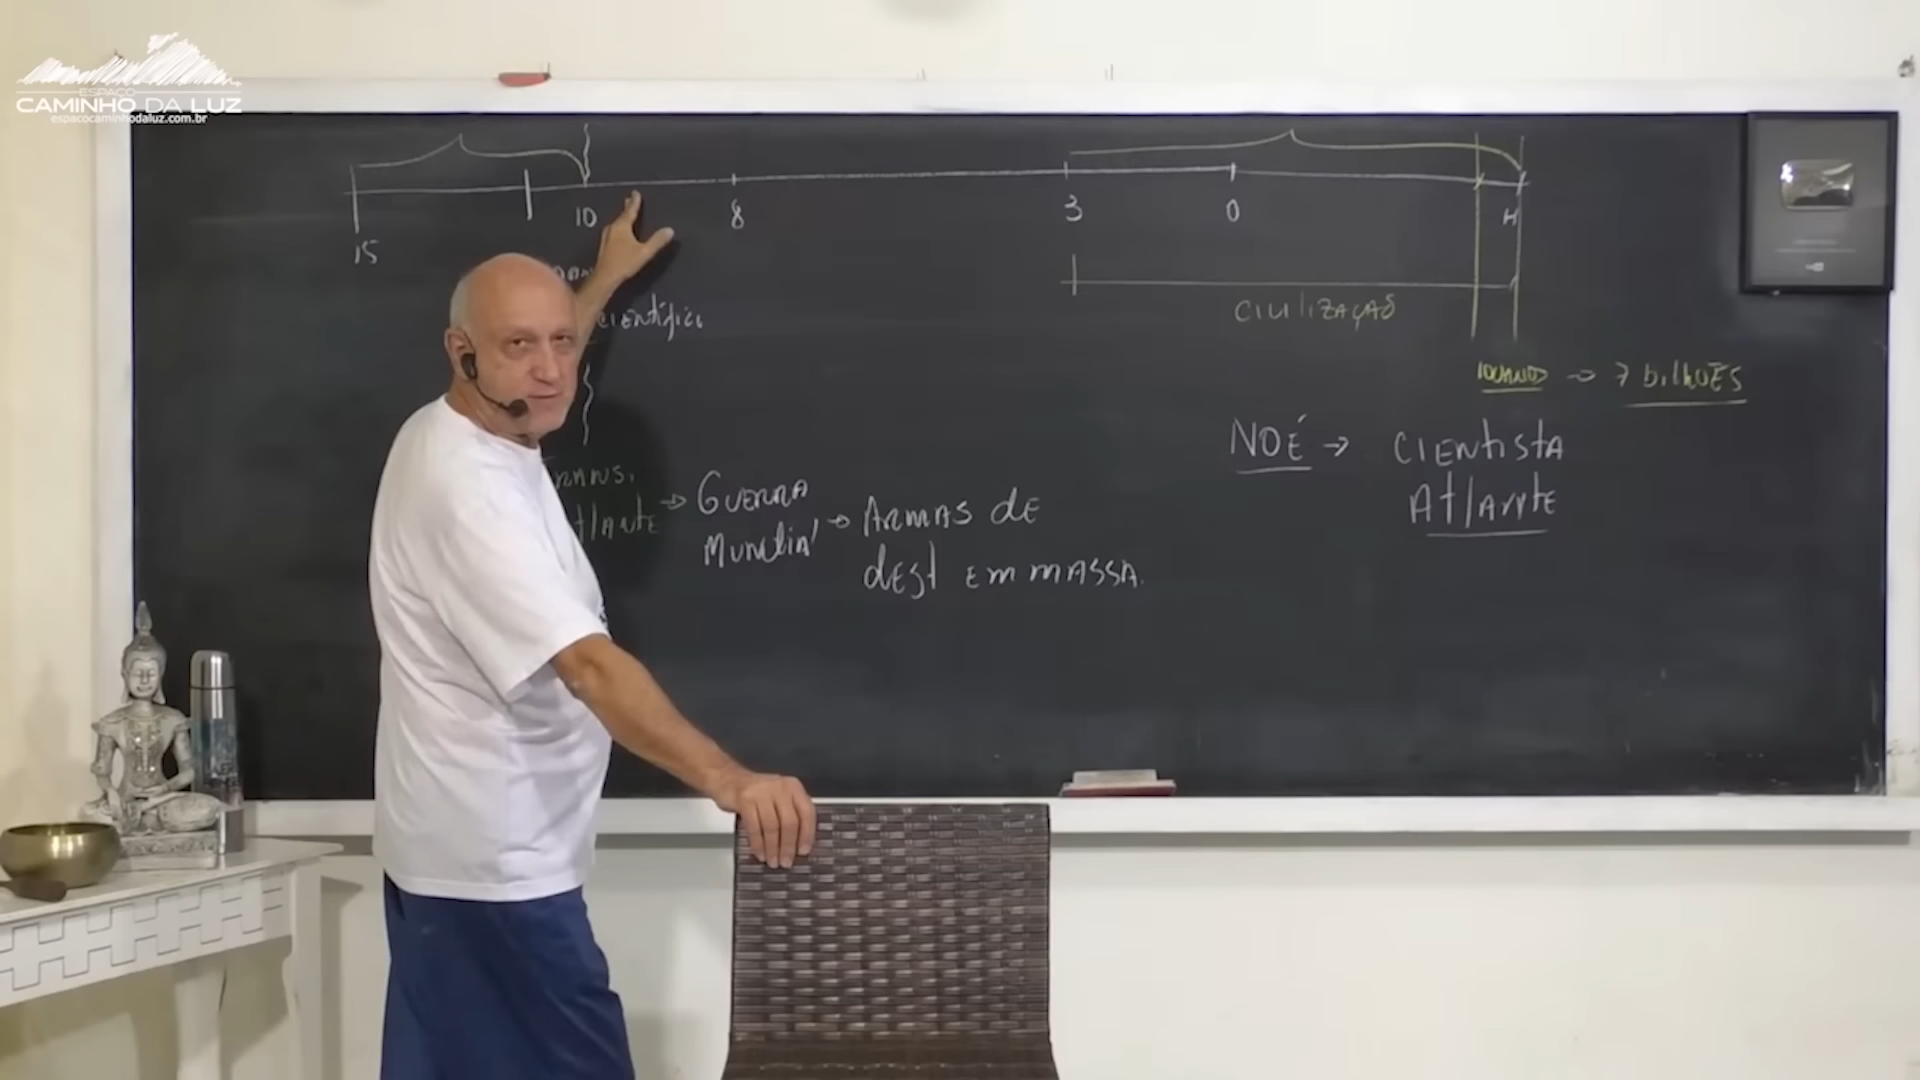 ESPAÇO
CAMINHO DA LUZ
espacocaminhodaluz.com.br
15
10
8
3
0
H
CIVILIZAÇÃO
CIENtífico
100 ANOS → 7 bilhões
NOÉ → CIENtIStA
AtlANtE
→ GUERRA
MUNdIAl → ARMAS dE
dESt EM MASSA.